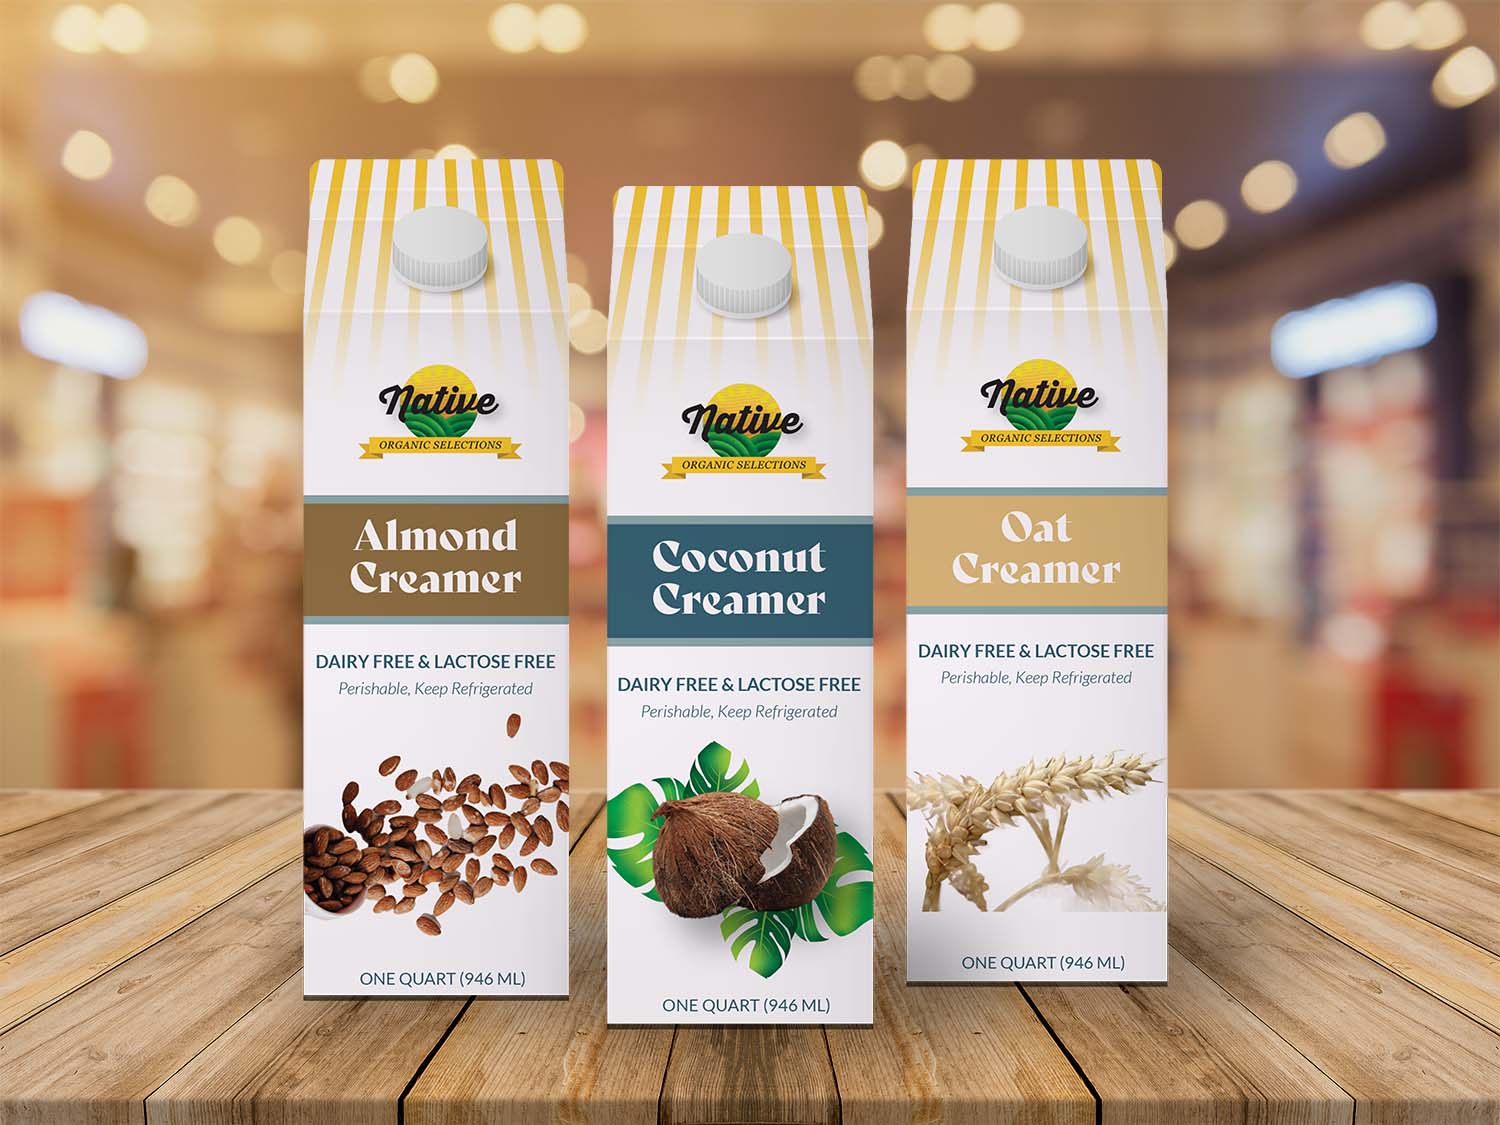 Native
ORGANIC SELECTIONS
Almond
Creamer
DAIRY FREE & LACTOSE FREE
Perishable, Keep Refrigerated
ONE QUART (946 ML)
Native
ORGANIC SELECTIONS
Coconut
Creamer
DAIRY FREE & LACTOSE FREE
Perishable, Keep Refrigerated
ONE QUART (946 ML)
Native
ORGANIC SELECTIONS
Oat
Creamer
DAIRY FREE & LACTOSE FREE
Perishable, Keep Refrigerated
ONE QUART (946 ML)